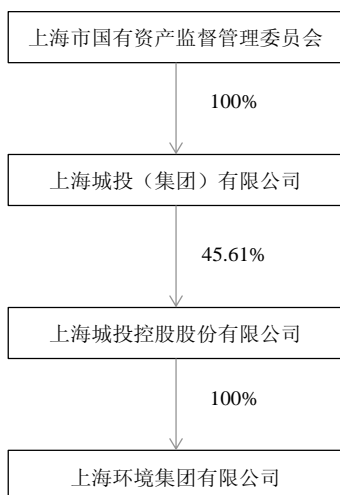 上海市国有资产监督管理委员会
100%
上海城投（集团）有限公司
45.61%
上海城投控股股份有限公司
100%
上海环境集团有限公司